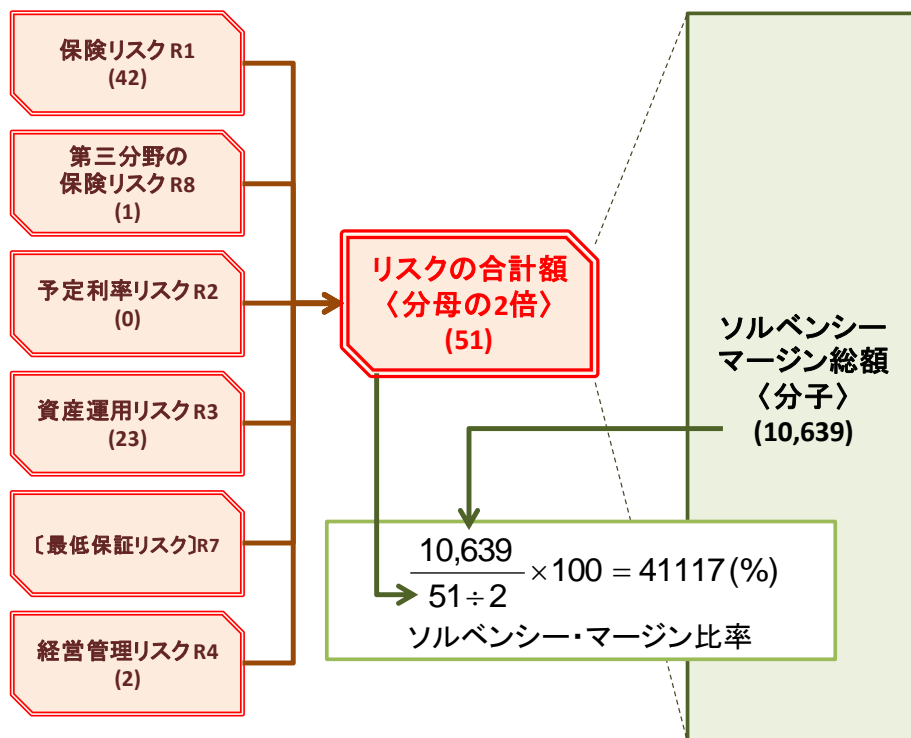 保険リスクR1
(42)
第三分野の
保険リスクR8
(1)
予定利率リスクR2
(0)
資産運用リスクR3
(23)
〔最低保証リスク〕R7
経営管理リスクR4
(2)
リスクの合計額
〈分母の2倍〉
(51)
ソルベンシー
マージン総額
〈分子〉
(10,639)
10,639
51÷2
×100=41117(%)
ソルベンシー・マージン比率